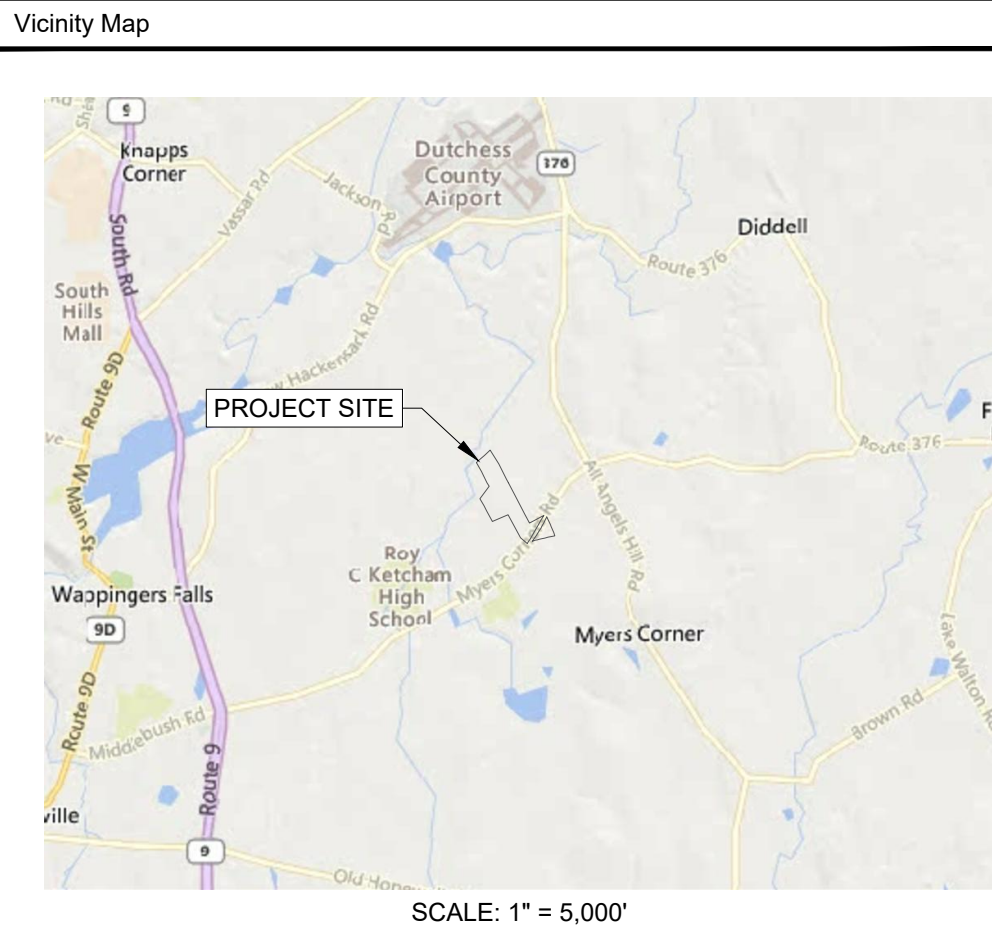 Vicinity Map
9
Knapps
Corner
Dutchess
County
Airport
376
Vassar Rd
Jackson Rd
South Rd
Diddell
Route 376
South
Hills
Mall
Route 9D
Hackensack Rd
PROJECT SITE
Route 376
W Main St
All Angels Hill Rd
Roy
C Ketcham
High
School
Myers Corner Rd
Wappingers Falls
9D
Myers Corner
Lake Walton Rd
Route 9D
Middlebush Rd
Brown Rd
Route 9
ville
9
SCALE: 1" = 5,000'